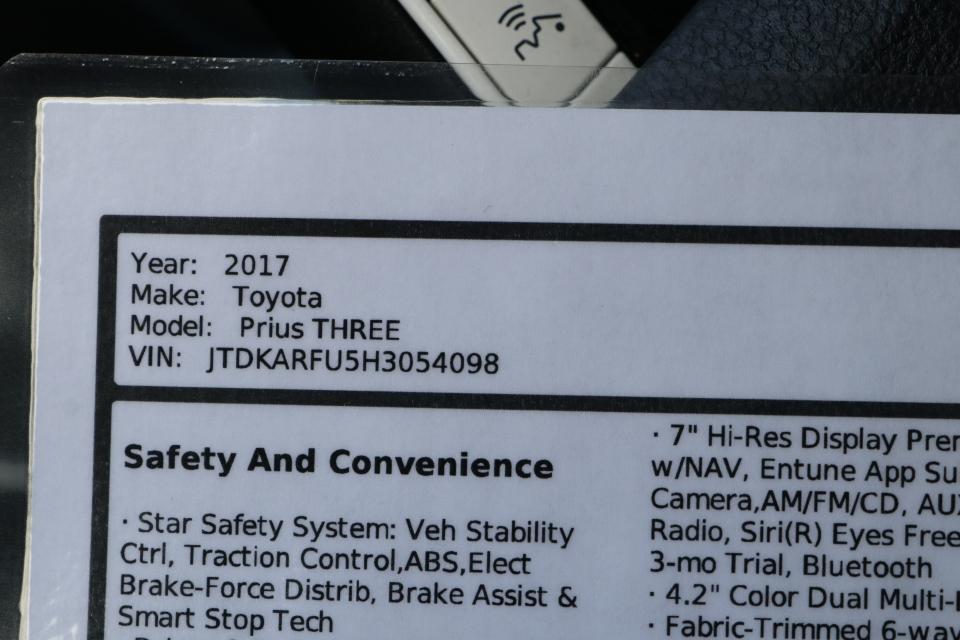 Year: 2017
Make: Toyota
Model: Prius THREE
VIN: JTDKARFU5H3054098
Safety And Convenience
· Star Safety System: Veh Stability
Ctrl, Traction Control,ABS,Elect
Brake-Force Distrib, Brake Assist &
Smart Stop Tech
· 7" Hi-Res Display
w/NAV, Entune App
Camera,AM/FM/CD,
Radio, Siri(R) Eyes Free
3-mo Trial, Bluetooth
· 4.2" Color Dual
· Fabric-Trimmed